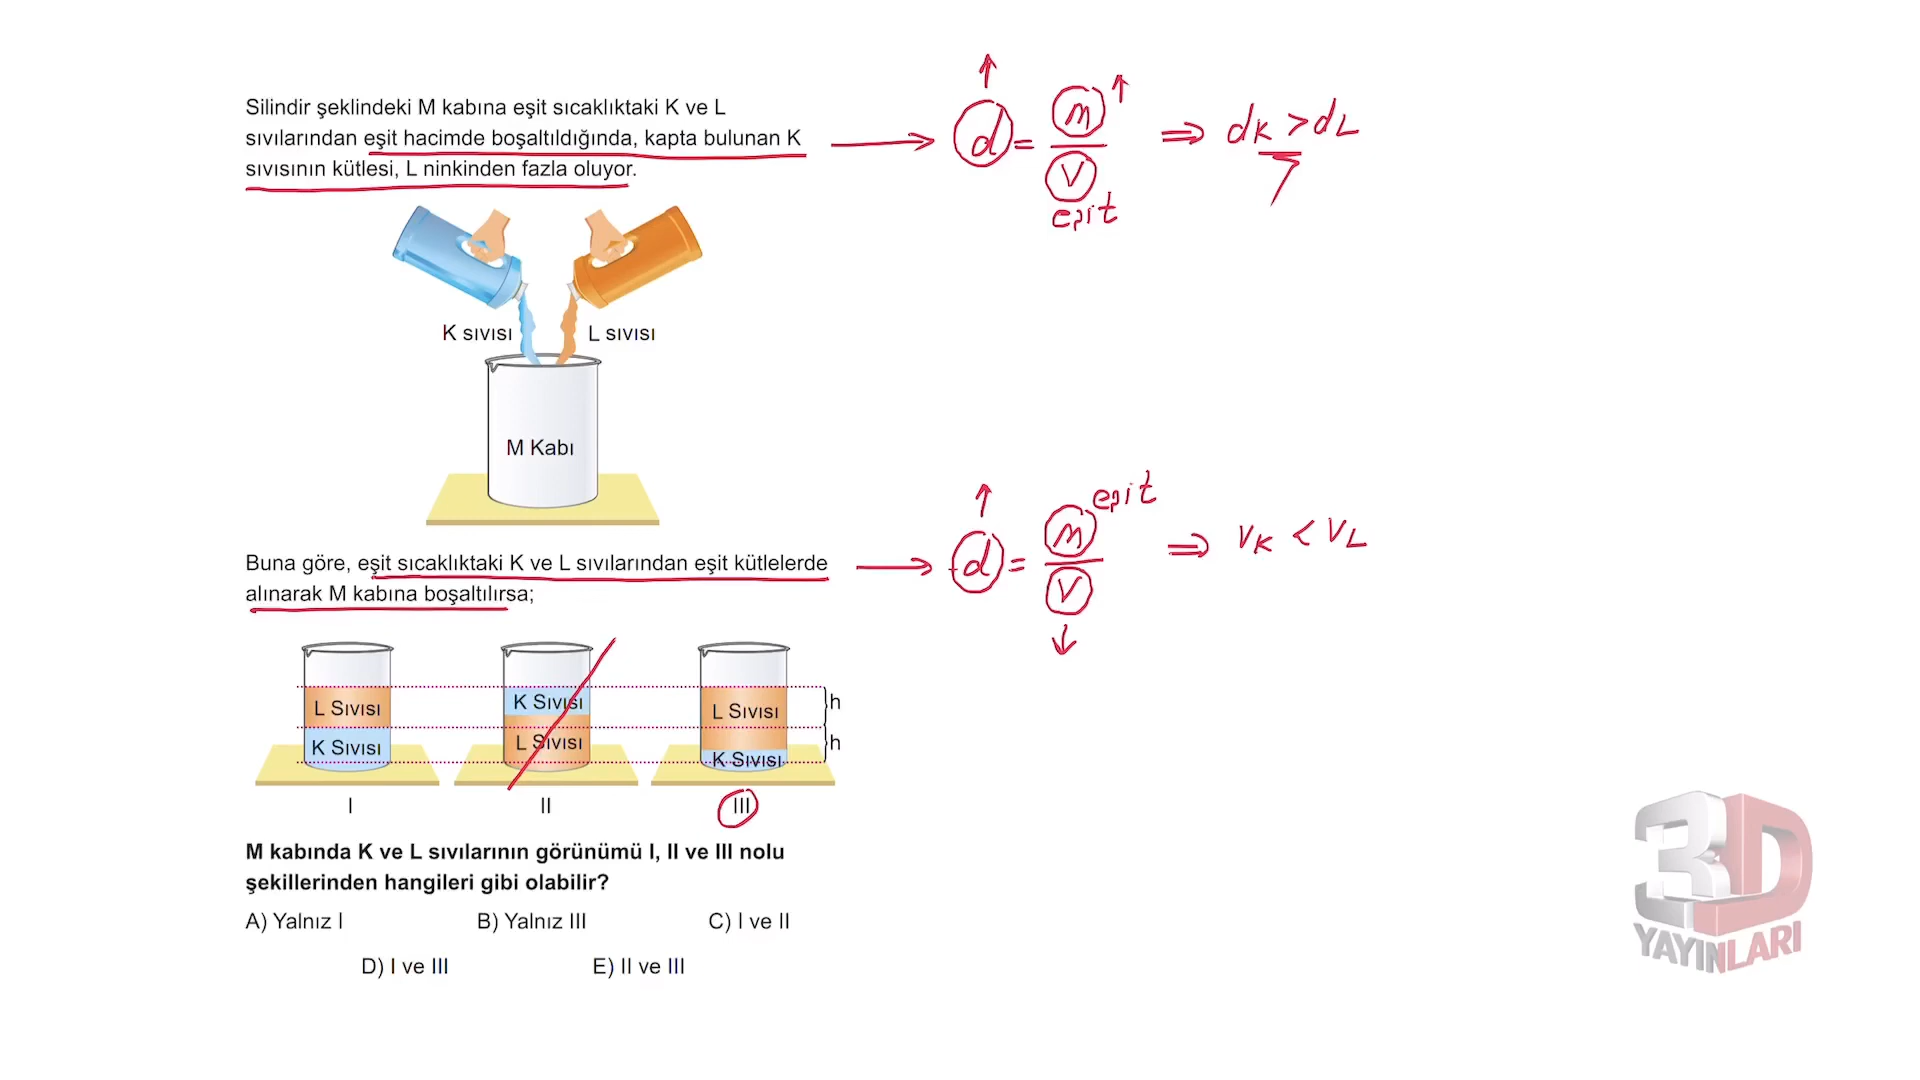 Silindir şeklindeki M kabına eşit sıcaklıktaki K ve L
sıvılarından eşit hacimde boşaltıldığında, kapta bulunan K
sıvısının kütlesi, L ninkinden fazla oluyor.
d = m / V eşit ⇒ dK > dL
K sıvısı
L sıvısı
M Kabı
Buna göre, eşit sıcaklıktaki K ve L sıvılarından eşit kütlelerde
alınarak M kabına boşaltılırsa;
d = m eşit / V ⇒ VK < VL
L Sıvısı
K Sıvısı
I
K Sıvısı
L Sıvısı
II
L Sıvısı
K Sıvısı
III
h
h
M kabında K ve L sıvılarının görünümü I, II ve III nolu
şekillerinden hangileri gibi olabilir?
A) Yalnız I
B) Yalnız III
C) I ve II
D) I ve III
E) II ve III
3D
YAYINLARI